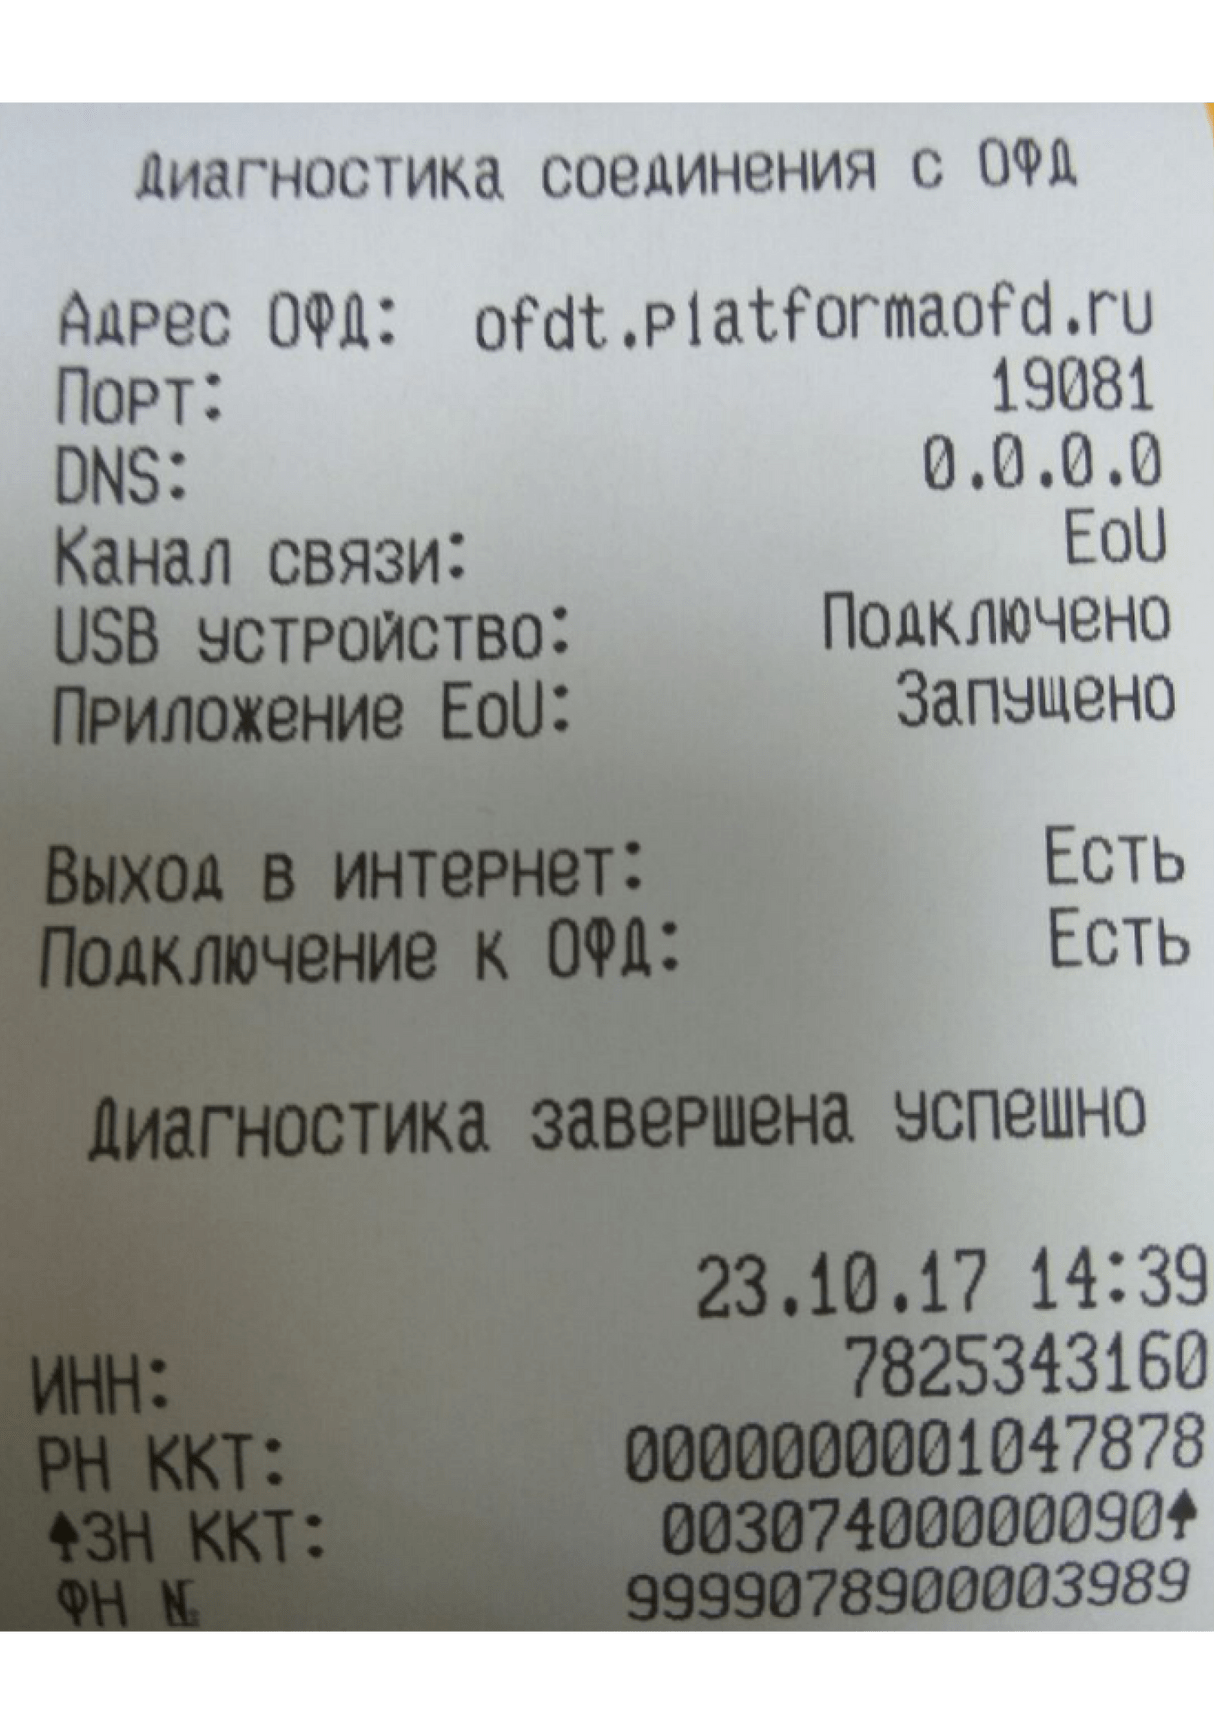 Диагностика соединения с ОФД
Адрес ОФД: ofdt.platformaofd.ru
Порт: 19081
DNS: 0.0.0.0
Канал связи: EoU
USB устройство: Подключено
Приложение EoU: Запущено
Выход в интернет: Есть
Подключение к ОФД: Есть
Диагностика завершена успешно
23.10.17 14:39
ИНН: 7825343160
РН ККТ: 0000000001047878
♠ЗН ККТ: 00307400000090♠
ФН № 9999078900003989